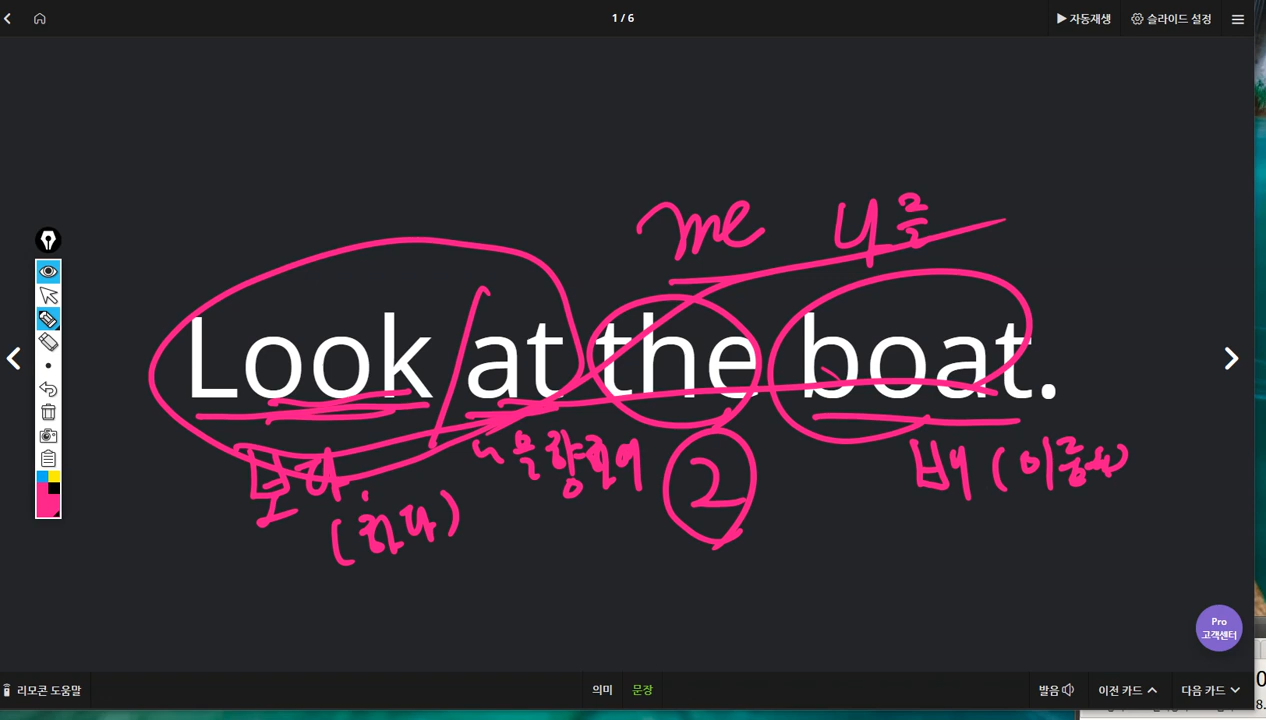 1 / 6
자동재생
슬라이드 설정
me 나를
Look at the boat.
보다
(하다)
을 향하여
2
배 (이동수
Pro
고객센터
리모콘 도움말
의미
문장
발음
이전 카드
다음 카드